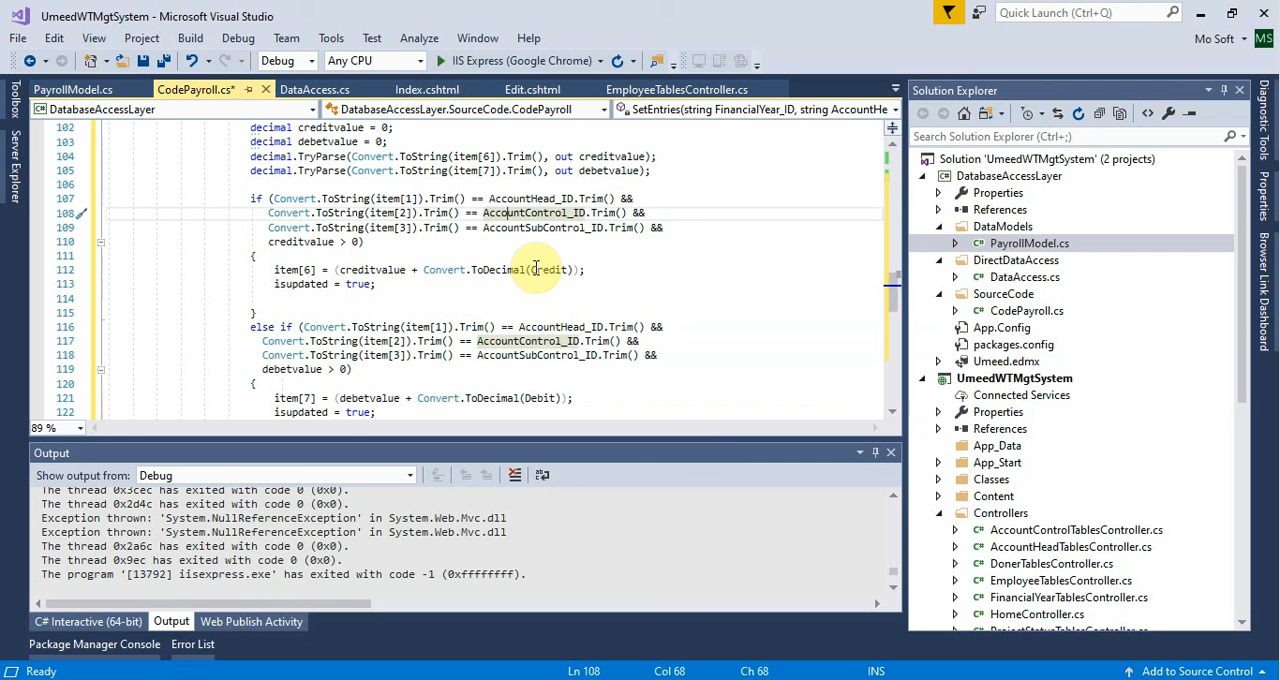 UmeedWTMgtSystem - Microsoft Visual Studio
Quick Launch (Ctrl+Q)
File Edit View Project Build Debug Team Tools Test Analyze Window Help
Mo Soft MS
Debug Any CPU IIS Express (Google Chrome)
PayrollModel.cs CodePayroll.cs* DataAccess.cs Index.cshtml Edit.cshtml EmployeeTablesController.cs
DatabaseAccessLayer DatabaseAccessLayer.SourceCode.CodePayroll SetEntries(string FinancialYear_ID, string AccountHe
Toolbox
Server Explorer
102 decimal creditvalue = 0;
103 decimal debetvalue = 0;
104 decimal.TryParse(Convert.ToString(item[6]).Trim(), out creditvalue);
105 decimal.TryParse(Convert.ToString(item[7]).Trim(), out debetvalue);
106
107 if (Convert.ToString(item[1]).Trim() == AccountHead_ID.Trim() &&
108 Convert.ToString(item[2]).Trim() == AccountControl_ID.Trim() &&
109 Convert.ToString(item[3]).Trim() == AccountSubControl_ID.Trim() &&
110 creditvalue > 0)
111 {
112 item[6] = (creditvalue + Convert.ToDecimal(Credit));
113 isupdated = true;
114
115 }
116 else if (Convert.ToString(item[1]).Trim() == AccountHead_ID.Trim() &&
117 Convert.ToString(item[2]).Trim() == AccountControl_ID.Trim() &&
118 Convert.ToString(item[3]).Trim() == AccountSubControl_ID.Trim() &&
119 debetvalue > 0)
120 {
121 item[7] = (debetvalue + Convert.ToDecimal(Debit));
122 isupdated = true;
89 %
Output
Show output from: Debug
The thread 0x3cec has exited with code 0 (0x0).
The thread 0x2d4c has exited with code 0 (0x0).
Exception thrown: 'System.NullReferenceException' in System.Web.Mvc.dll
Exception thrown: 'System.NullReferenceException' in System.Web.Mvc.dll
The thread 0x2a6c has exited with code 0 (0x0).
The thread 0x9ec has exited with code 0 (0x0).
The program '[13792] iisexpress.exe' has exited with code -1 (0xffffffff).
C# Interactive (64-bit) Output Web Publish Activity
Package Manager Console Error List
Solution Explorer
Search Solution Explorer (Ctrl+;)
Solution 'UmeedWTMgtSystem' (2 projects)
DatabaseAccessLayer
Properties
References
DataModels
C# PayrollModel.cs
DirectDataAccess
C# DataAccess.cs
SourceCode
C# CodePayroll.cs
App.Config
packages.config
Umeed.edmx
UmeedWTMgtSystem
Connected Services
Properties
References
App_Data
App_Start
Classes
Content
Controllers
C# AccountControlTablesController.cs
C# AccountHeadTablesController.cs
C# DonerTablesController.cs
C# EmployeeTablesController.cs
C# FinancialYearTablesController.cs
C# HomeController.cs
C# ProjectStatusTablesController.cs
Diagnostic Tools
Properties
Browser Link Dashboard
Ready Ln 108 Col 68 Ch 68 INS Add to Source Control